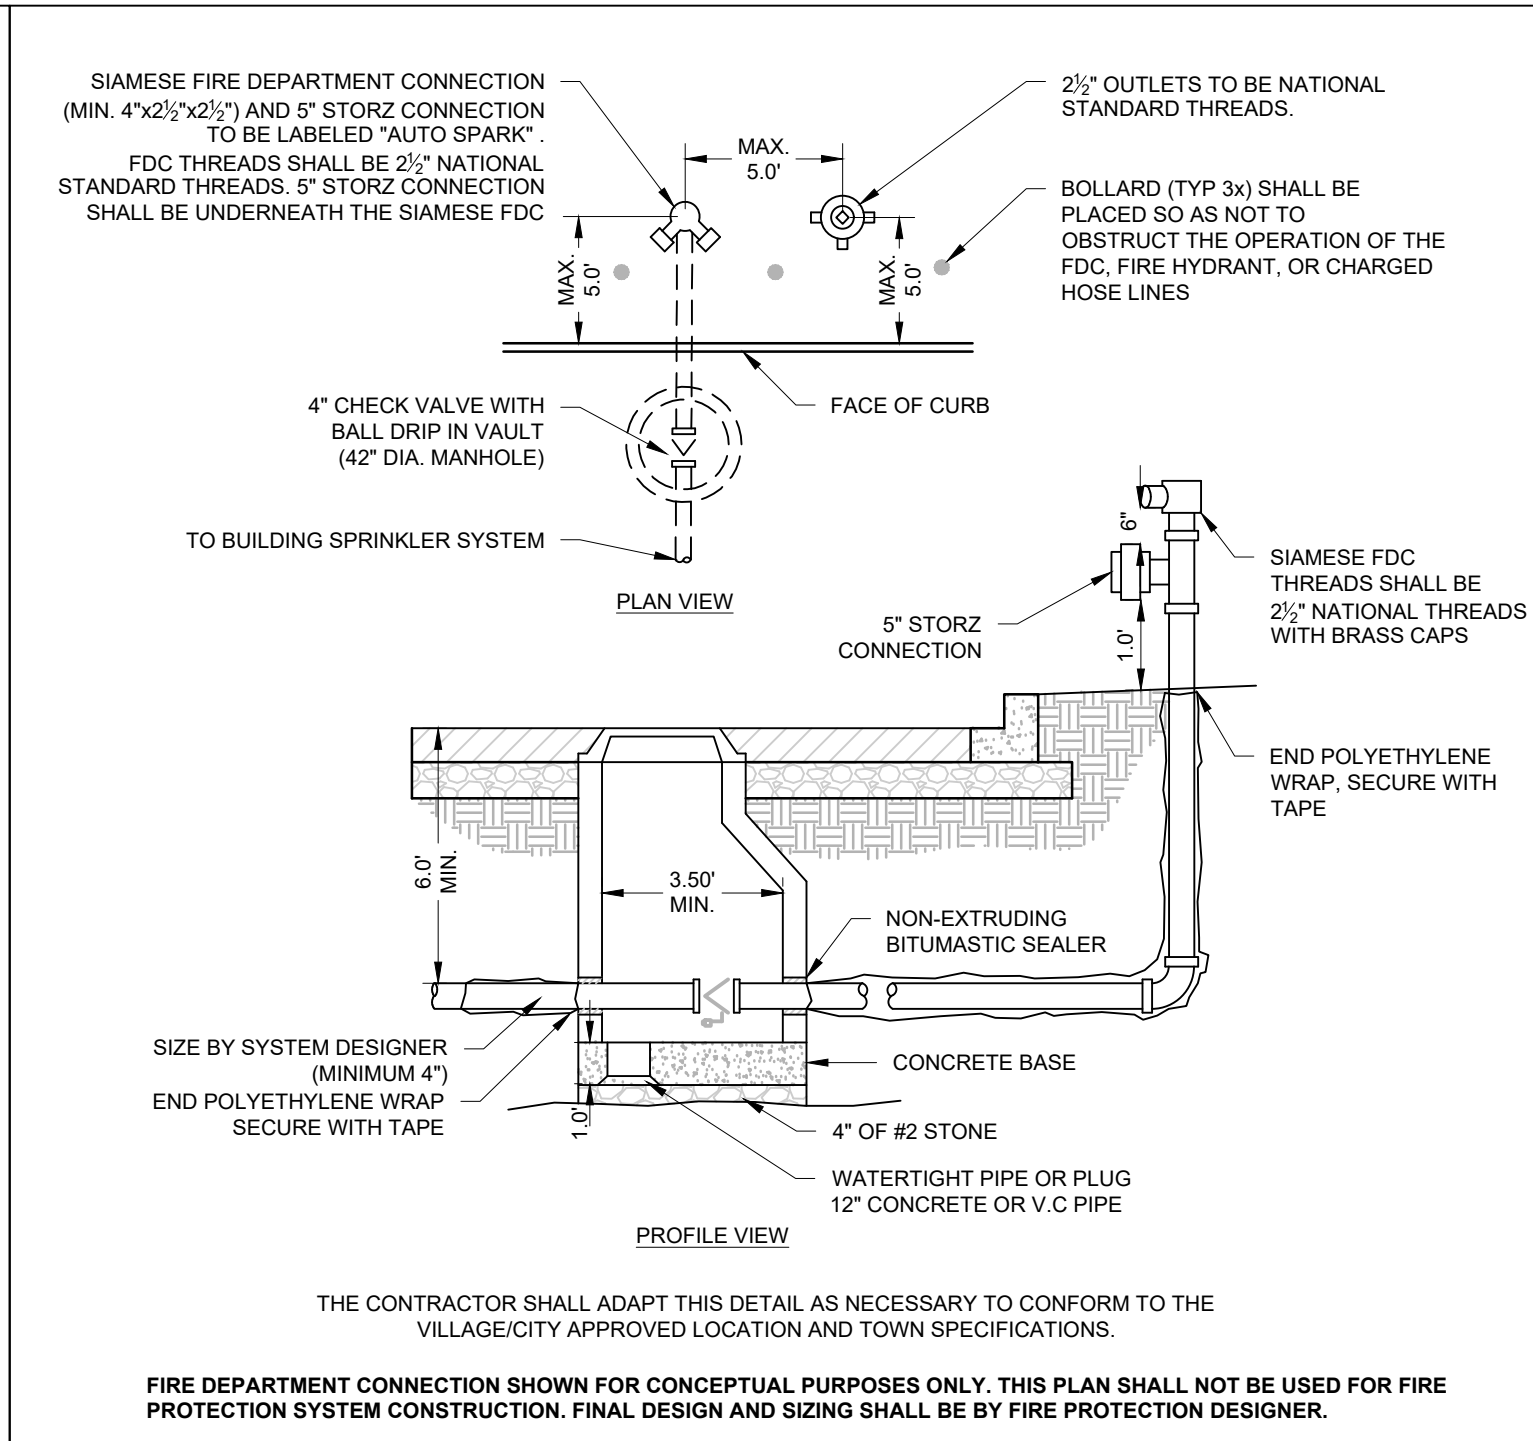 SIAMESE FIRE DEPARTMENT CONNECTION
(MIN. 4"x2½"x2½") AND 5" STORZ CONNECTION
TO BE LABELED "AUTO SPARK" .
FDC THREADS SHALL BE 2½" NATIONAL
STANDARD THREADS. 5" STORZ CONNECTION
SHALL BE UNDERNEATH THE SIAMESE FDC
MAX.
5.0'
2½" OUTLETS TO BE NATIONAL
STANDARD THREADS.
BOLLARD (TYP 3x) SHALL BE
PLACED SO AS NOT TO
OBSTRUCT THE OPERATION OF THE
FDC, FIRE HYDRANT, OR CHARGED
HOSE LINES
MAX.
5.0'
MAX.
5.0'
FACE OF CURB
4" CHECK VALVE WITH
BALL DRIP IN VAULT
(42" DIA. MANHOLE)
TO BUILDING SPRINKLER SYSTEM
PLAN VIEW
6"
SIAMESE FDC
THREADS SHALL BE
2½" NATIONAL THREADS
WITH BRASS CAPS
5" STORZ
CONNECTION
1.0'
END POLYETHYLENE
WRAP, SECURE WITH
TAPE
6.0'
MIN.
3.50'
MIN.
NON-EXTRUDING
BITUMASTIC SEALER
SIZE BY SYSTEM DESIGNER
(MINIMUM 4")
END POLYETHYLENE WRAP
SECURE WITH TAPE
1.0'
CONCRETE BASE
4" OF #2 STONE
WATERTIGHT PIPE OR PLUG
12" CONCRETE OR V.C PIPE
PROFILE VIEW
THE CONTRACTOR SHALL ADAPT THIS DETAIL AS NECESSARY TO CONFORM TO THE
VILLAGE/CITY APPROVED LOCATION AND TOWN SPECIFICATIONS.
FIRE DEPARTMENT CONNECTION SHOWN FOR CONCEPTUAL PURPOSES ONLY. THIS PLAN SHALL NOT BE USED FOR FIRE
PROTECTION SYSTEM CONSTRUCTION. FINAL DESIGN AND SIZING SHALL BE BY FIRE PROTECTION DESIGNER.